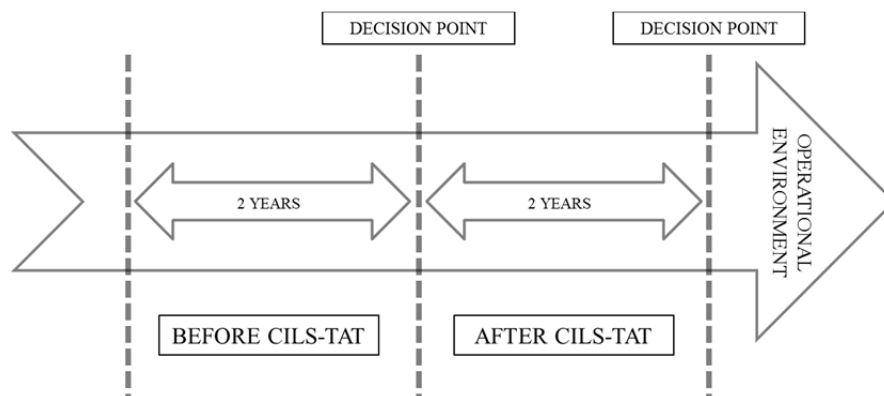 DECISION POINT
DECISION POINT
2 YEARS
2 YEARS
OPERATIONAL
ENVIRONMENT
BEFORE CILS-TAT
AFTER CILS-TAT